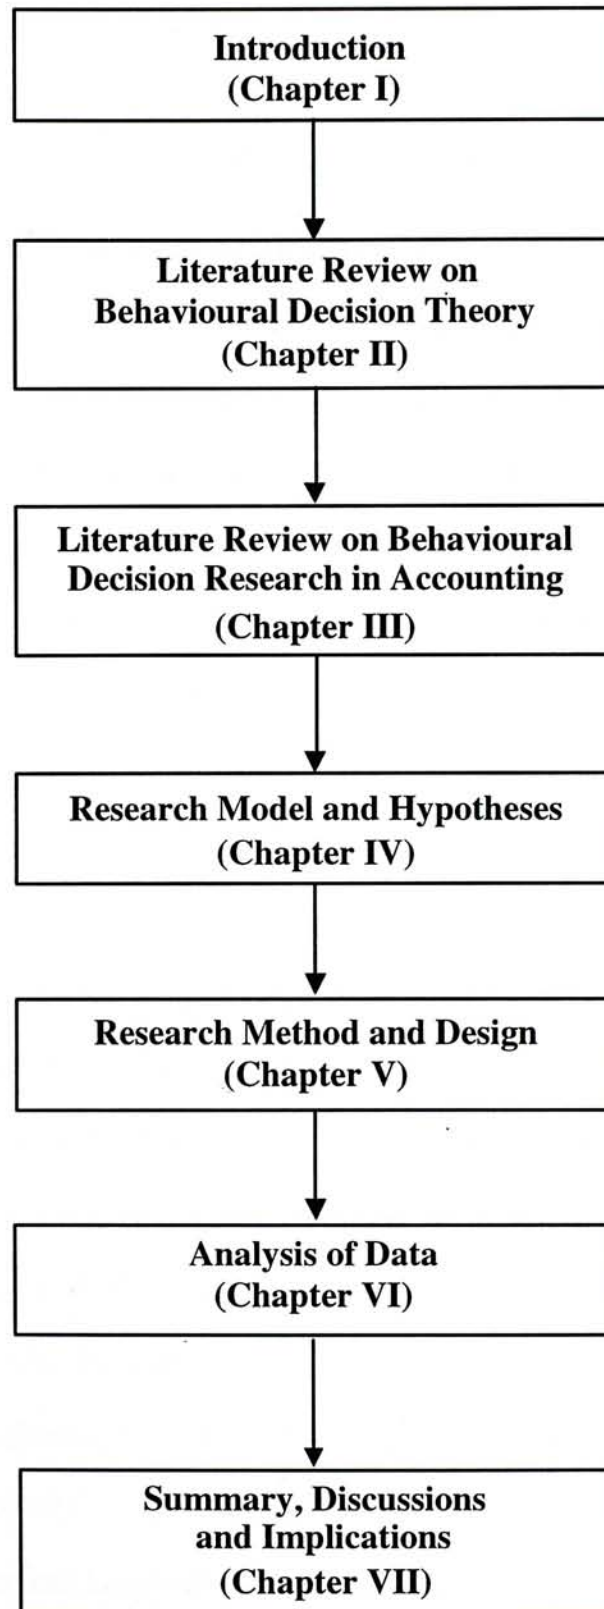 Introduction
(Chapter I)
Literature Review on
Behavioural Decision Theory
(Chapter II)
Literature Review on Behavioural
Decision Research in Accounting
(Chapter III)
Research Model and Hypotheses
(Chapter IV)
Research Method and Design
(Chapter V)
Analysis of Data
(Chapter VI)
Summary, Discussions
and Implications
(Chapter VII)